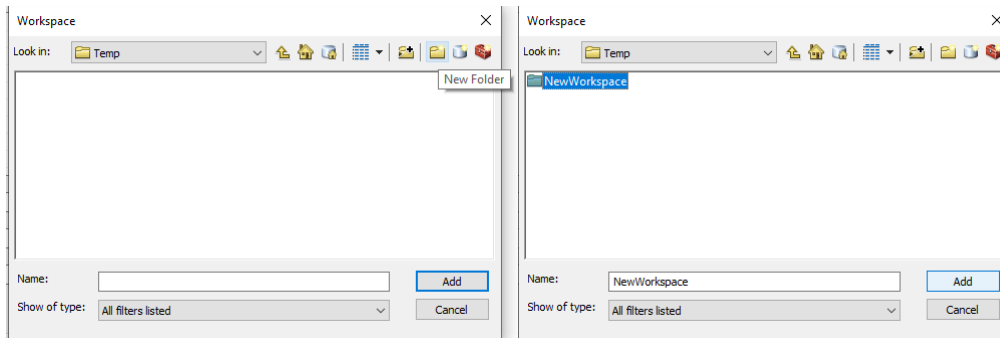 Workspace
Look in: Temp
New Folder
Name: Add
Show of type: All filters listed Cancel
Workspace
Look in: Temp
NewWorkspace
Name: NewWorkspace Add
Show of type: All filters listed Cancel